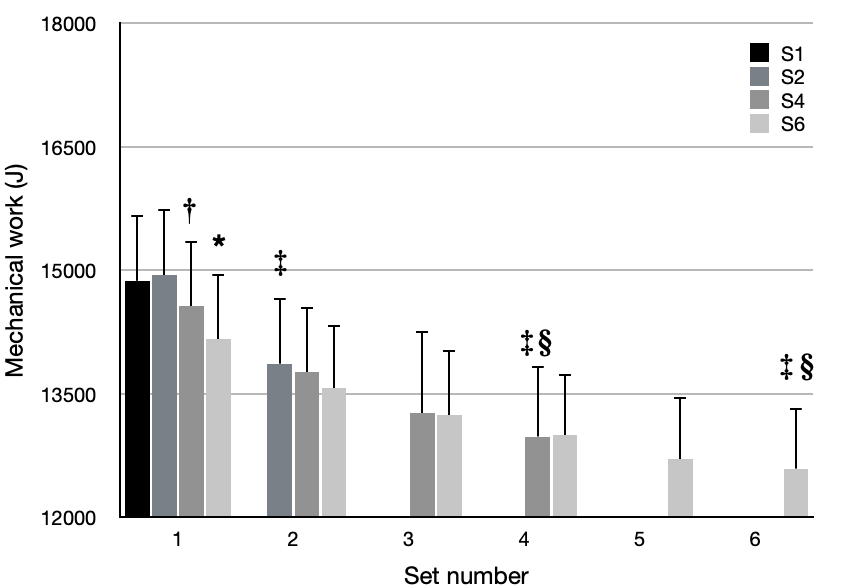 18000
S1
S2
S4
S6
16500
†
*
15000
‡
‡ §
‡ §
13500
12000
1 2 3 4 5 6
Set number
Mechanical work (J)